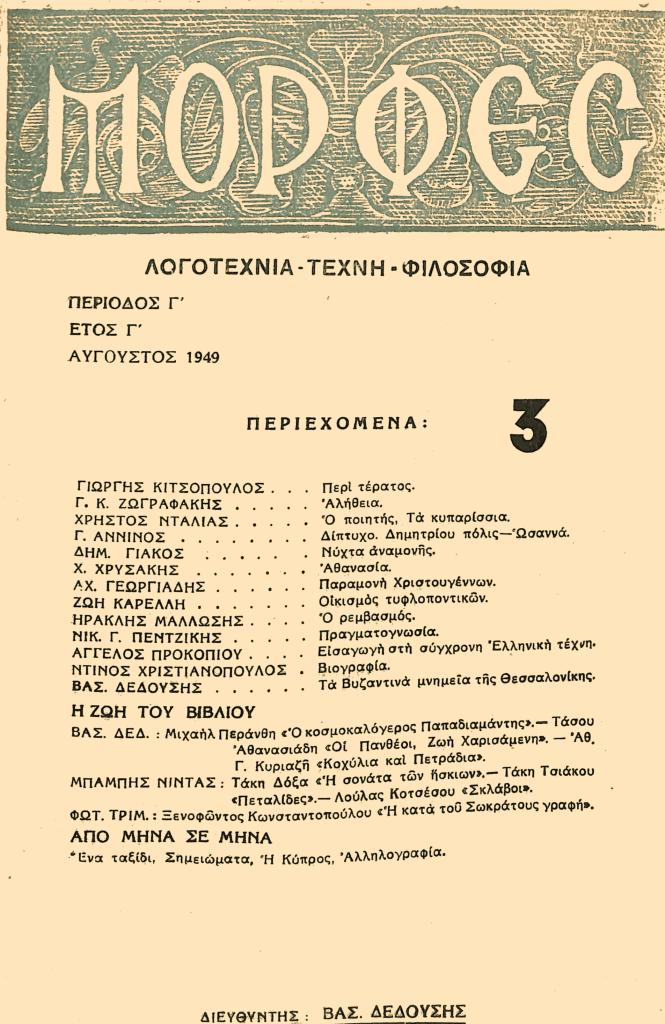 ΜΟΡΦΕϹ
ΛΟΓΟΤΕΧΝΙΑ - ΤΕΧΝΗ - ΦΙΛΟΣΟΦΙΑ
ΠΕΡΙΟΔΟΣ Γ'
ΕΤΟΣ Γ'
ΑΥΓΟΥΣΤΟΣ 1949
ΠΕΡΙΕΧΟΜΕΝΑ: 3
ΓΙΩΡΓΗΣ ΚΙΤΣΟΠΟΥΛΟΣ . . . Περὶ τέρατος.
Γ. Κ. ΖΩΓΡΑΦΑΚΗΣ . . . . . Ἀλήθεια.
ΧΡΗΣΤΟΣ ΝΤΑΛΙΑΣ . . . . . Ὁ ποιητής, Τὰ κυπαρίσσια.
Γ. ΑΝΝΙΝΟΣ . . . . . . . . Δίπτυχο. Δημητρίου πόλις—Ὡσαννά.
ΔΗΜ. ΓΙΑΚΟΣ . . . . . . Νύχτα ἀναμονῆς.
Χ. ΧΡΥΣΑΚΗΣ . . . . . . . Ἀθανασία.
ΑΧ. ΓΕΩΡΓΙΑΔΗΣ . . . . . . Παραμονὴ Χριστουγέννων.
ΖΩΗ ΚΑΡΕΛΛΗ . . . . . . . Οἰκισμὸς τυφλοποντικῶν.
ΗΡΑΚΛΗΣ ΜΑΛΛΩΣΗΣ . . . . Ὁ ρεμβασμός.
ΝΙΚ. Γ. ΠΕΝΤΖΙΚΗΣ . . . . . Πραγματογνωσία.
ΑΓΓΕΛΟΣ ΠΡΟΚΟΠΙΟΥ . . . . Εἰσαγωγὴ στὴ σύγχρονη Ἑλληνικὴ τέχνη.
ΝΤΙΝΟΣ ΧΡΙΣΤΙΑΝΟΠΟΥΛΟΣ . Βιογραφία.
ΒΑΣ. ΔΕΔΟΥΣΗΣ . . . . . . Τὰ Βυζαντινὰ μνημεῖα τῆς Θεσσαλονίκης.
Η ΖΩΗ ΤΟΥ ΒΙΒΛΙΟΥ
ΒΑΣ. ΔΕΔ. : Μιχαὴλ Περάνθη «Ὁ κοσμοκαλόγερος Παπαδιαμάντης».— Τάσου
Ἀθανασιάδη «Οἱ Πανθέοι, Ζωὴ Χαρισάμενη». — Ἀθ.
Γ. Κυριαζῆ «Κοχύλια καὶ Πετράδια».
ΜΠΑΜΠΗΣ ΝΙΝΤΑΣ : Τάκη Δόξα «Ἡ σονάτα τῶν ἤσκιων».— Τάκη Τσιάκου
«Πεταλίδες».— Λούλας Κοτσέσου «Σκλάβοι».
ΦΩΤ. ΤΡΙΜ. : Ξενοφῶντος Κωνσταντοπούλου «Ἡ κατὰ τοῦ Σωκράτους γραφή».
ΑΠΟ ΜΗΝΑ ΣΕ ΜΗΝΑ
Ἕνα ταξίδι, Σημειώματα, Ἡ Κύπρος, Ἀλληλογραφία.
ΔΙΕΥΘΥΝΤΗΣ : ΒΑΣ. ΔΕΔΟΥΣΗΣ